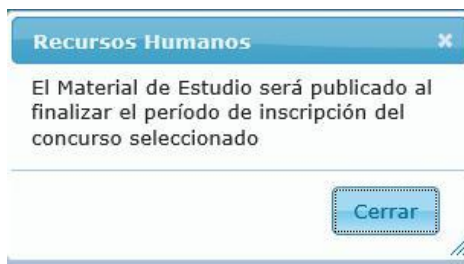 Recursos Humanos
El Material de Estudio será publicado al
finalizar el período de inscripción del
concurso seleccionado
Cerrar